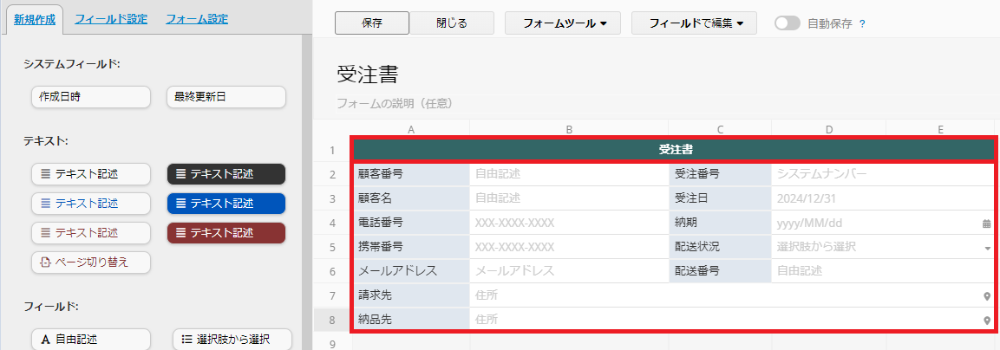 新規作成 フィールド設定 フォーム設定
システムフィールド:
作成日時 最終更新日
テキスト:
テキスト記述 テキスト記述
テキスト記述 テキスト記述
テキスト記述 テキスト記述
ページ切り替え
フィールド:
A 自由記述 選択肢から選択
保存 閉じる フォームツール フィールドで編集 自動保存 ?
受注書
フォームの説明（任意）
A B C D E
1 受注書
2 顧客番号 自由記述 受注番号 システムナンバー
3 顧客名 自由記述 受注日 2024/12/31
4 電話番号 XXX-XXXX-XXXX 納期 yyyy/MM/dd
5 携帯番号 XXX-XXXX-XXXX 配送状況 選択肢から選択
6 メールアドレス メールアドレス 配送番号 自由記述
7 請求先 住所
8 納品先 住所
9